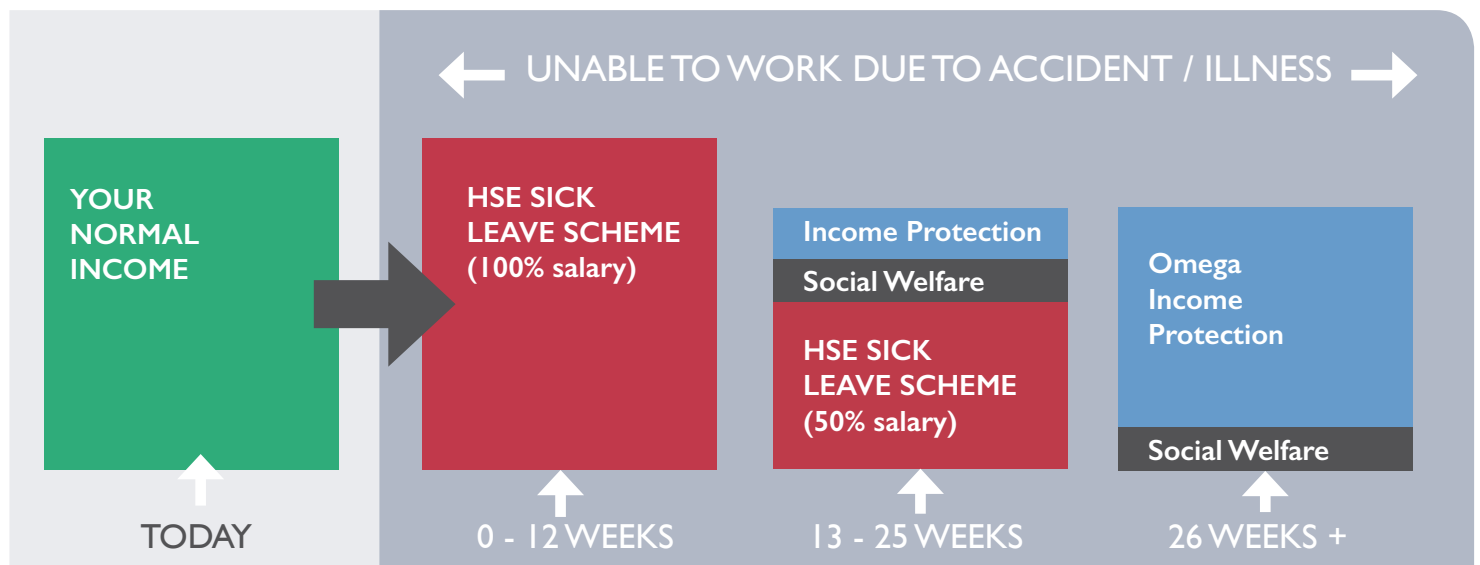 UNABLE TO WORK DUE TO ACCIDENT / ILLNESS
YOUR
NORMAL
INCOME
HSE SICK
LEAVE SCHEME
(100% salary)
Income Protection
Social Welfare
HSE SICK
LEAVE SCHEME
(50% salary)
Omega
Income
Protection
Social Welfare
TODAY
0 - 12 WEEKS
13 - 25 WEEKS
26 WEEKS +